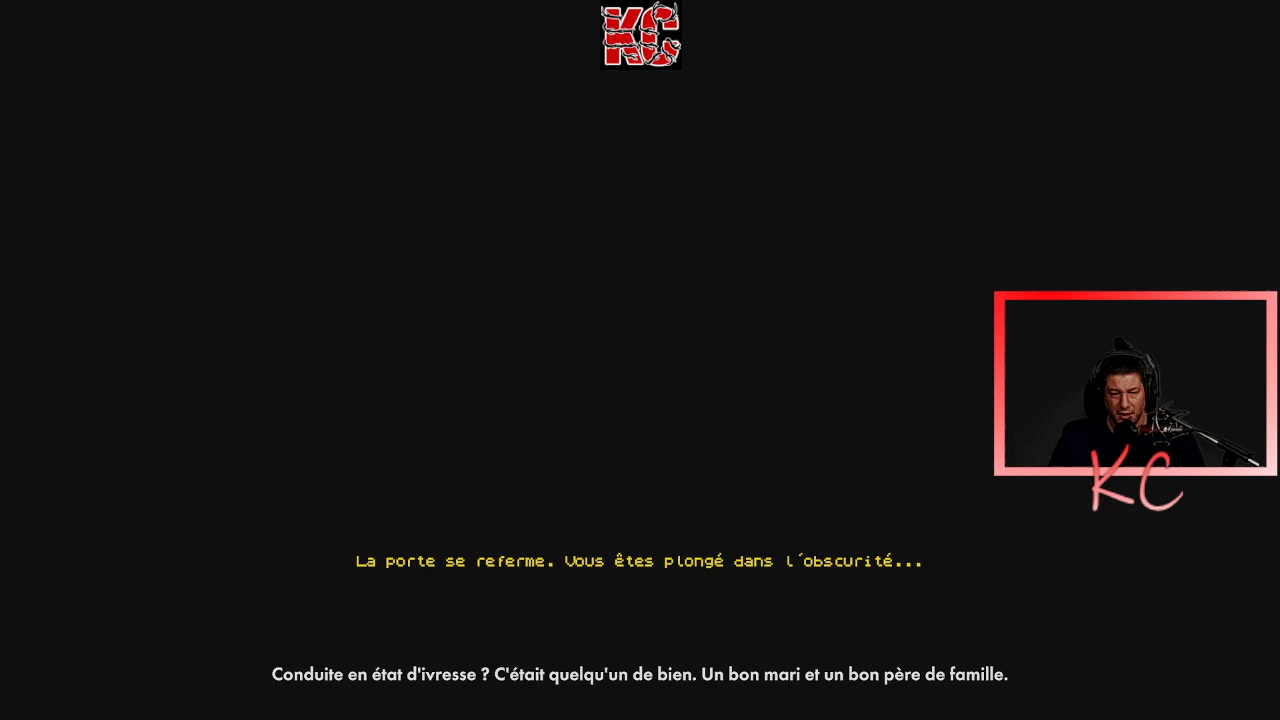 KC
KC
La porte se referme. Vous êtes plongé dans l´obscurité...
Conduite en état d'ivresse ? C'était quelqu'un de bien. Un bon mari et un bon père de famille.